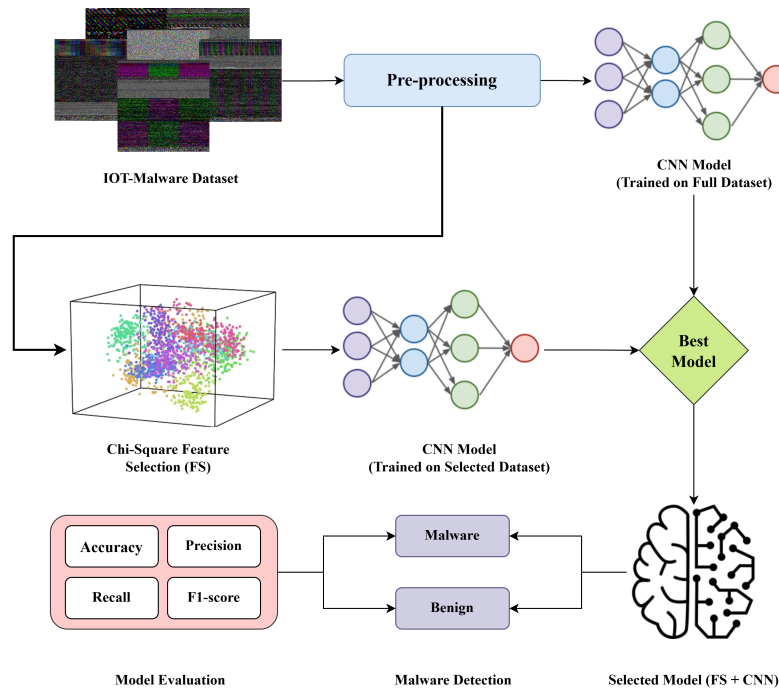 Pre-processing
IOT-Malware Dataset
CNN Model
(Trained on Full Dataset)
Best
Model
Chi-Square Feature
Selection (FS)
CNN Model
(Trained on Selected Dataset)
Accuracy
Precision
Recall
F1-score
Malware
Benign
Model Evaluation
Malware Detection
Selected Model (FS + CNN)